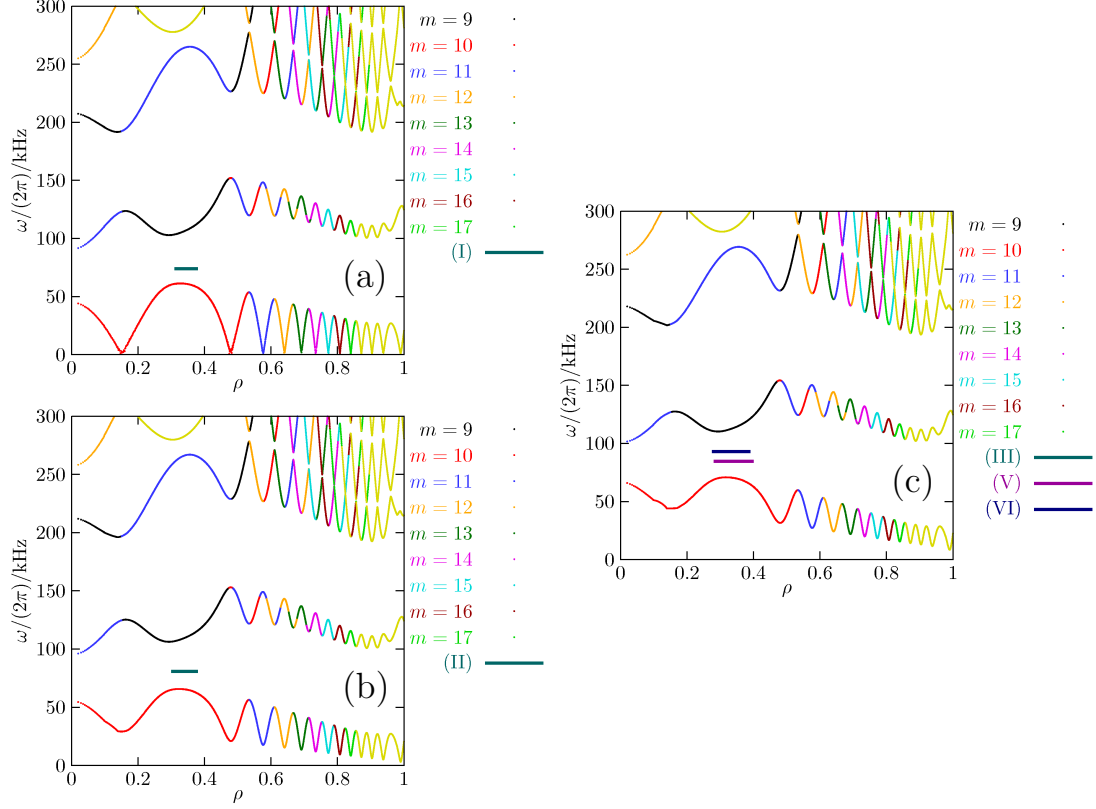 300
250
200
150
100
50
0
ω/(2π)/kHz
0
0.2
0.4
0.6
0.8
1
ρ
(a)
m = 9
m = 10
m = 11
m = 12
m = 13
m = 14
m = 15
m = 16
m = 17
(I)
300
250
200
150
100
50
0
ω/(2π)/kHz
0
0.2
0.4
0.6
0.8
1
ρ
(b)
m = 9
m = 10
m = 11
m = 12
m = 13
m = 14
m = 15
m = 16
m = 17
(II)
300
250
200
150
100
50
0
ω/(2π)/kHz
0
0.2
0.4
0.6
0.8
1
ρ
(c)
m = 9
m = 10
m = 11
m = 12
m = 13
m = 14
m = 15
m = 16
m = 17
(III)
(V)
(VI)